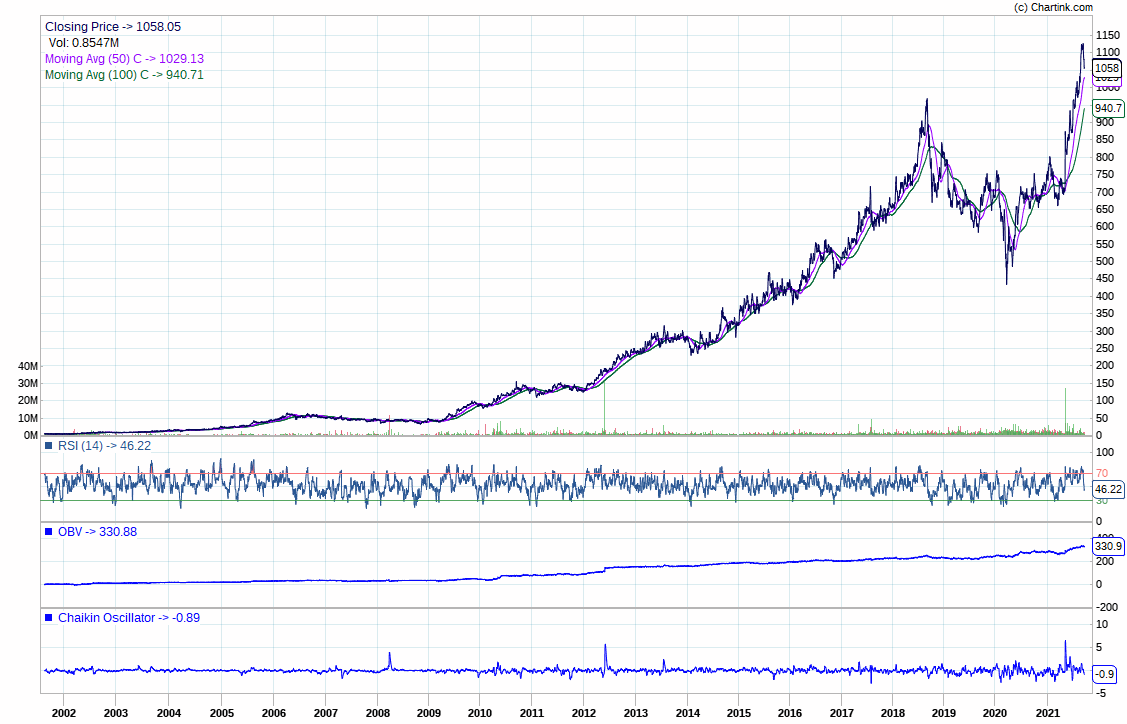 (c) Chartink.com
Closing Price -> 1058.05
Vol: 0.8547M
Moving Avg (50) C -> 1029.13
Moving Avg (100) C -> 940.71
1150
1100
1058
1029
1000
940.7
900
850
800
750
700
650
600
550
500
450
400
350
300
250
200
150
100
50
0
40M
30M
20M
10M
0M
RSI (14) -> 46.22
100
70
46.22
30
0
OBV -> 330.88
400
330.9
200
0
-200
Chaikin Oscillator -> -0.89
10
5
-0.9
-5
2002 2003 2004 2005 2006 2007 2008 2009 2010 2011 2012 2013 2014 2015 2016 2017 2018 2019 2020 2021